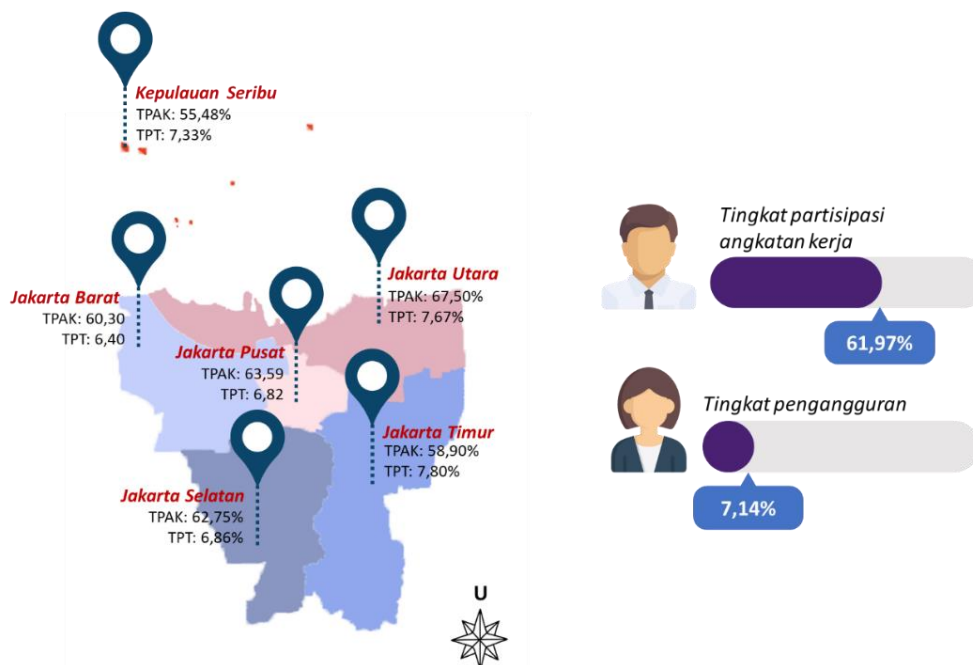 Kepulauan Seribu
TPAK: 55,48%
TPT: 7,33%
Jakarta Utara
TPAK: 67,50%
TPT: 7,67%
Jakarta Barat
TPAK: 60,30
TPT: 6,40
Jakarta Pusat
TPAK: 63,59
TPT: 6,82
Jakarta Timur
TPAK: 58,90%
TPT: 7,80%
Jakarta Selatan
TPAK: 62,75%
TPT: 6,86%
U
Tingkat partisipasi
angkatan kerja
61,97%
Tingkat pengangguran
7,14%